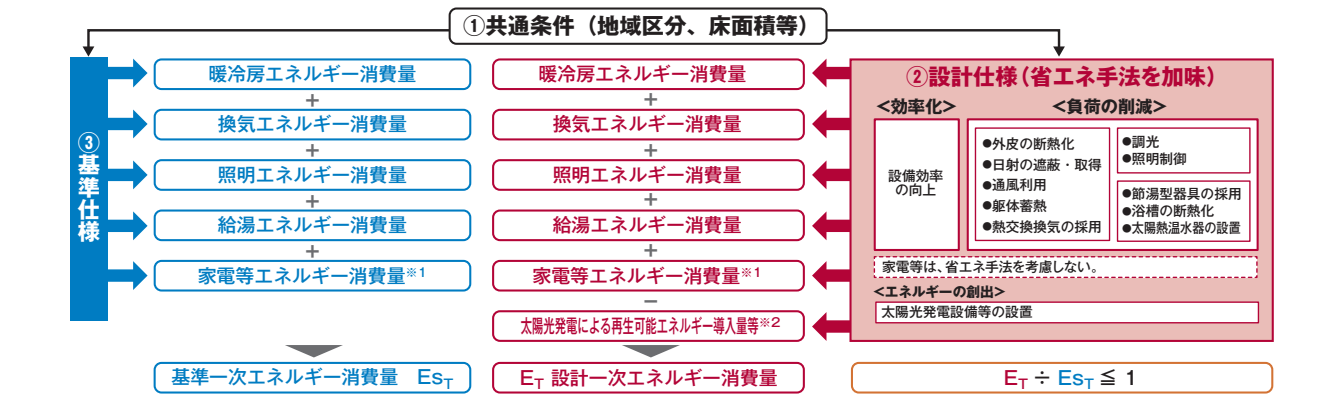 ①共通条件（地域区分、床面積等）
③基準仕様
暖冷房エネルギー消費量
+
換気エネルギー消費量
+
照明エネルギー消費量
+
給湯エネルギー消費量
+
家電等エネルギー消費量※1
基準一次エネルギー消費量 EsT
暖冷房エネルギー消費量
+
換気エネルギー消費量
+
照明エネルギー消費量
+
給湯エネルギー消費量
+
家電等エネルギー消費量※1
−
太陽光発電による再生可能エネルギー導入量等※2
ET 設計一次エネルギー消費量
②設計仕様（省エネ手法を加味）
<効率化>
設備効率
の向上
<負荷の削減>
●外皮の断熱化
●日射の遮蔽・取得
●通風利用
●躯体蓄熱
●熱交換換気の採用
●調光
●照明制御
●節湯型器具の採用
●浴槽の断熱化
●太陽熱温水器の設置
家電等は、省エネ手法を考慮しない。
<エネルギーの創出>
太陽光発電設備等の設置
ET ÷ EsT ≦ 1